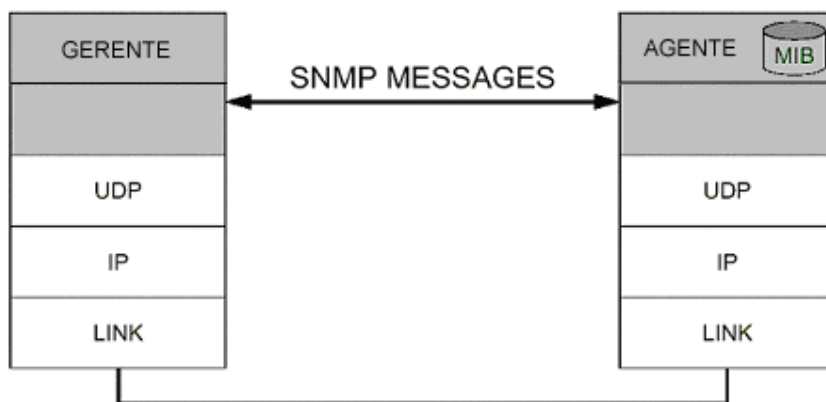 GERENTE
UDP
IP
LINK
SNMP MESSAGES
AGENTE
MIB
UDP
IP
LINK